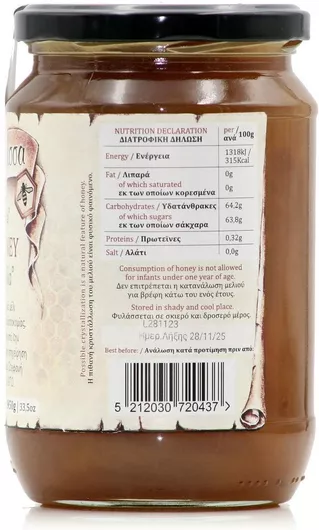 NUTRITION DECLARATION
ΔΙΑΤΡΟΦΙΚΗ ΔΗΛΩΣΗ
per/
ανά 100g
Energy / Ενέργεια
1318kJ/
315Kcal
Fat / Λιπαρά 0g
of which saturated
εκ των οποίων κορεσμένα 0g
Carbohydrates / Υδατάνθρακες 64,2g
of which sugars
εκ των οποίων σάκχαρα 63,8g
Proteins / Πρωτεΐνες 0,32g
Salt / Αλάτι 0,0g
Consumption of honey is not allowed
for infants under one year of age.
Δεν επιτρέπεται η κατανάλωση μελιού
για βρέφη κάτω του ενός έτους.
Stored in shady and cool place.
Φυλάσσεται σε σκιερό και δροσερό μέρος.
L281123
Ημερ.Λήξης 28/11/25
Best before: / Ανάλωση κατά προτίμηση πριν από:
5 212030 720437 >
Possible crystallization is a natural feature of honey.
Η πιθανή κρυστάλλωση του μελιού είναι φυσικό φαινόμενο.
33,5oz